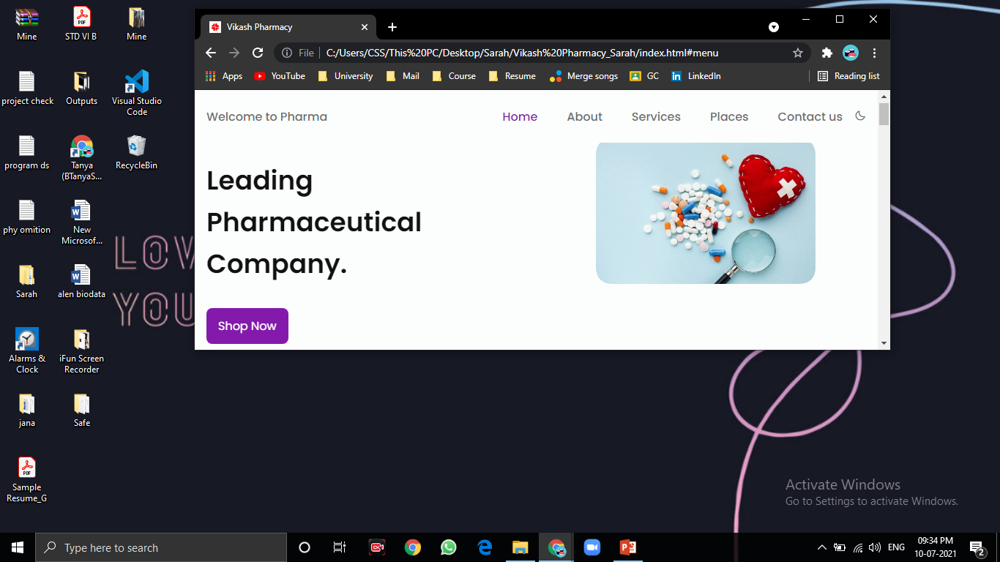 Mine
STD VI B
Mine
project check
Outputs
Visual Studio
Code
program ds
Tanya
(BTanyaS...
RecycleBin
phy omition
New
Microsof...
Sarah
alen biodata
Alarms &
Clock
iFun Screen
Recorder
jana
Safe
Sample
Resume_G
LOV
YOU
Vikash Pharmacy
File
C:/Users/CSS/This%20PC/Desktop/Sarah/Vikash%20Pharmacy_Sarah/index.html#menu
Apps YouTube University Mail Course Resume Merge songs GC LinkedIn Reading list
Welcome to Pharma Home About Services Places Contact us
Leading
Pharmaceutical
Company.
Shop Now
Activate Windows
Go to Settings to activate Windows.
Type here to search
ENG
09:34 PM
10-07-2021
2